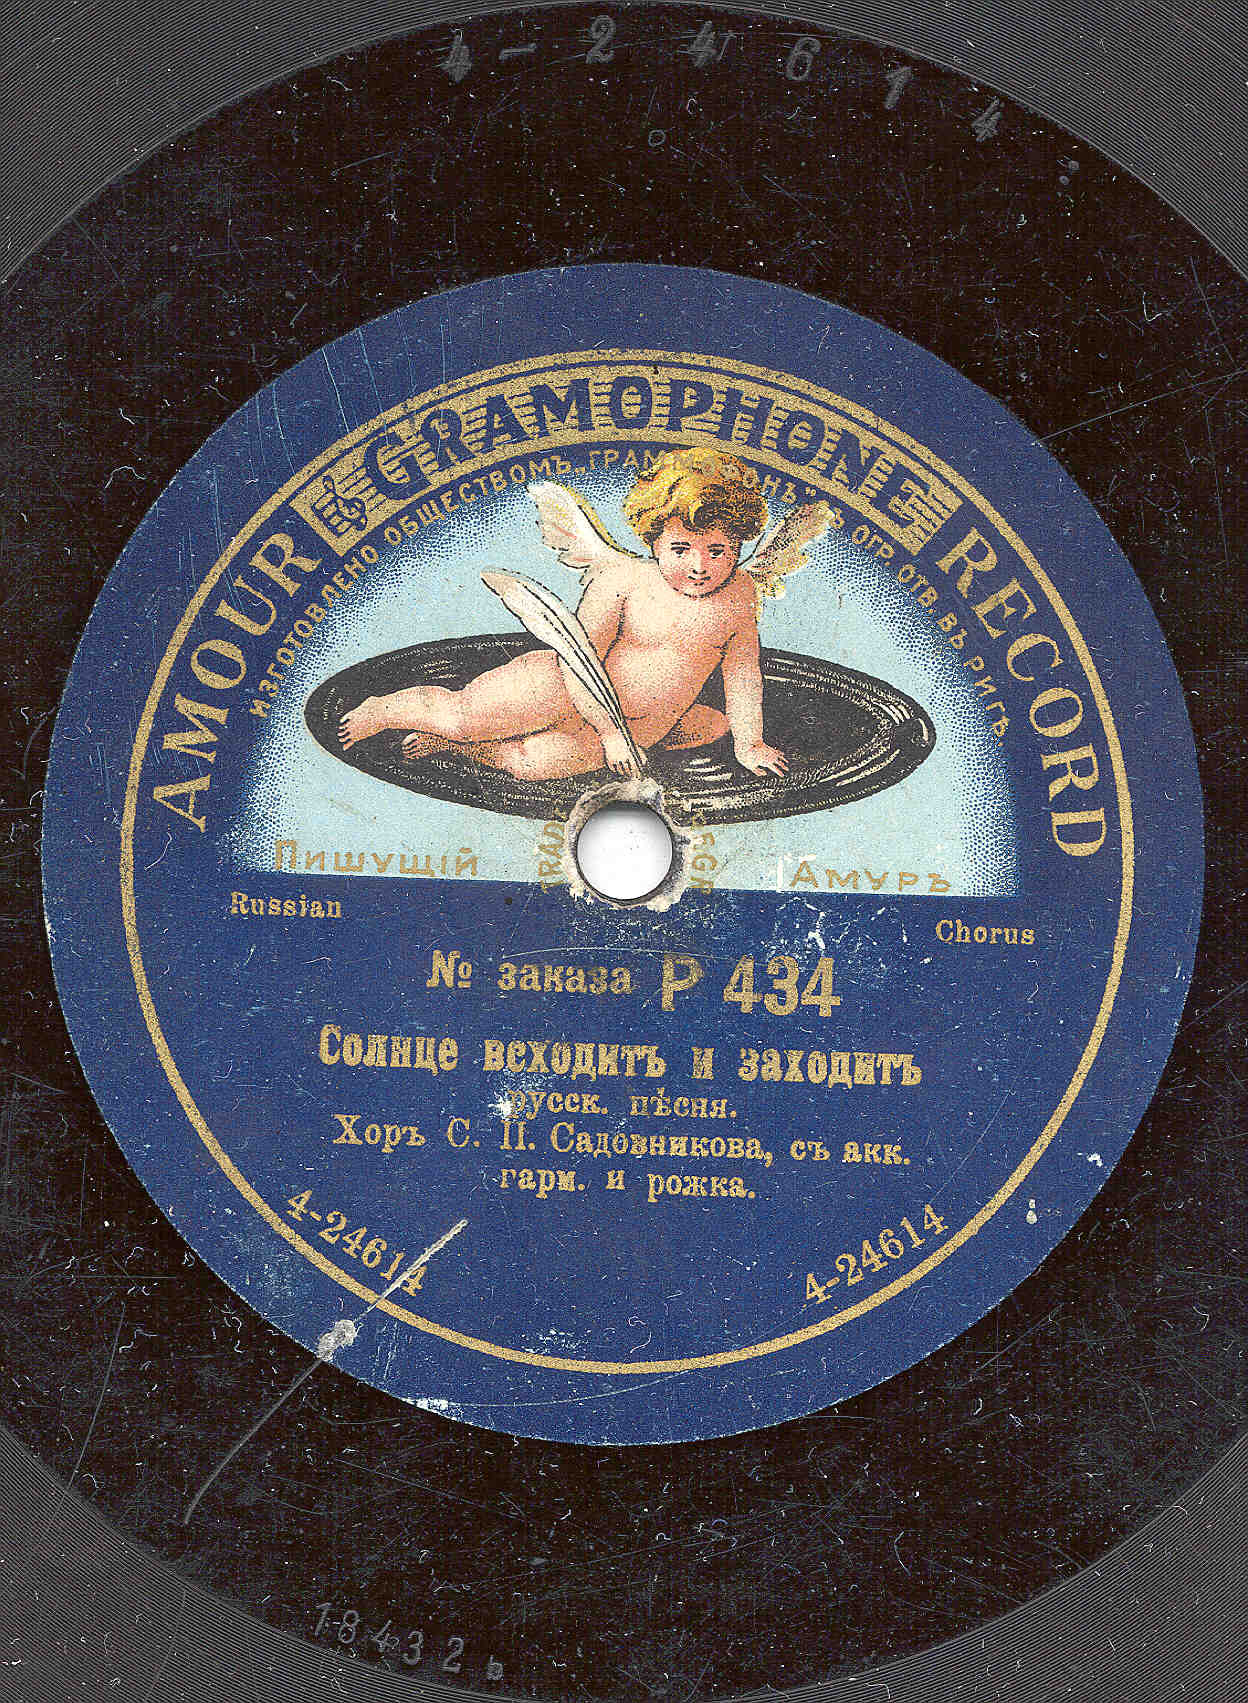 4-24614
AMOUR GRAMOPHONE RECORD
ИЗГОТОВЛЕНО ОБЩЕСТВОМЪ „ГРАММОФОНЪ" СЪ ОГР. ОТВ. ВЪ РИГѢ.
Пишущій
Амуръ
Russian
Chorus
№ заказа Р 434
Солнце всходитъ и заходитъ
русск. пѣсня.
Хоръ С. П. Садовникова, съ акк.
гарм. и рожка.
4-24614
4-24614
18432 b